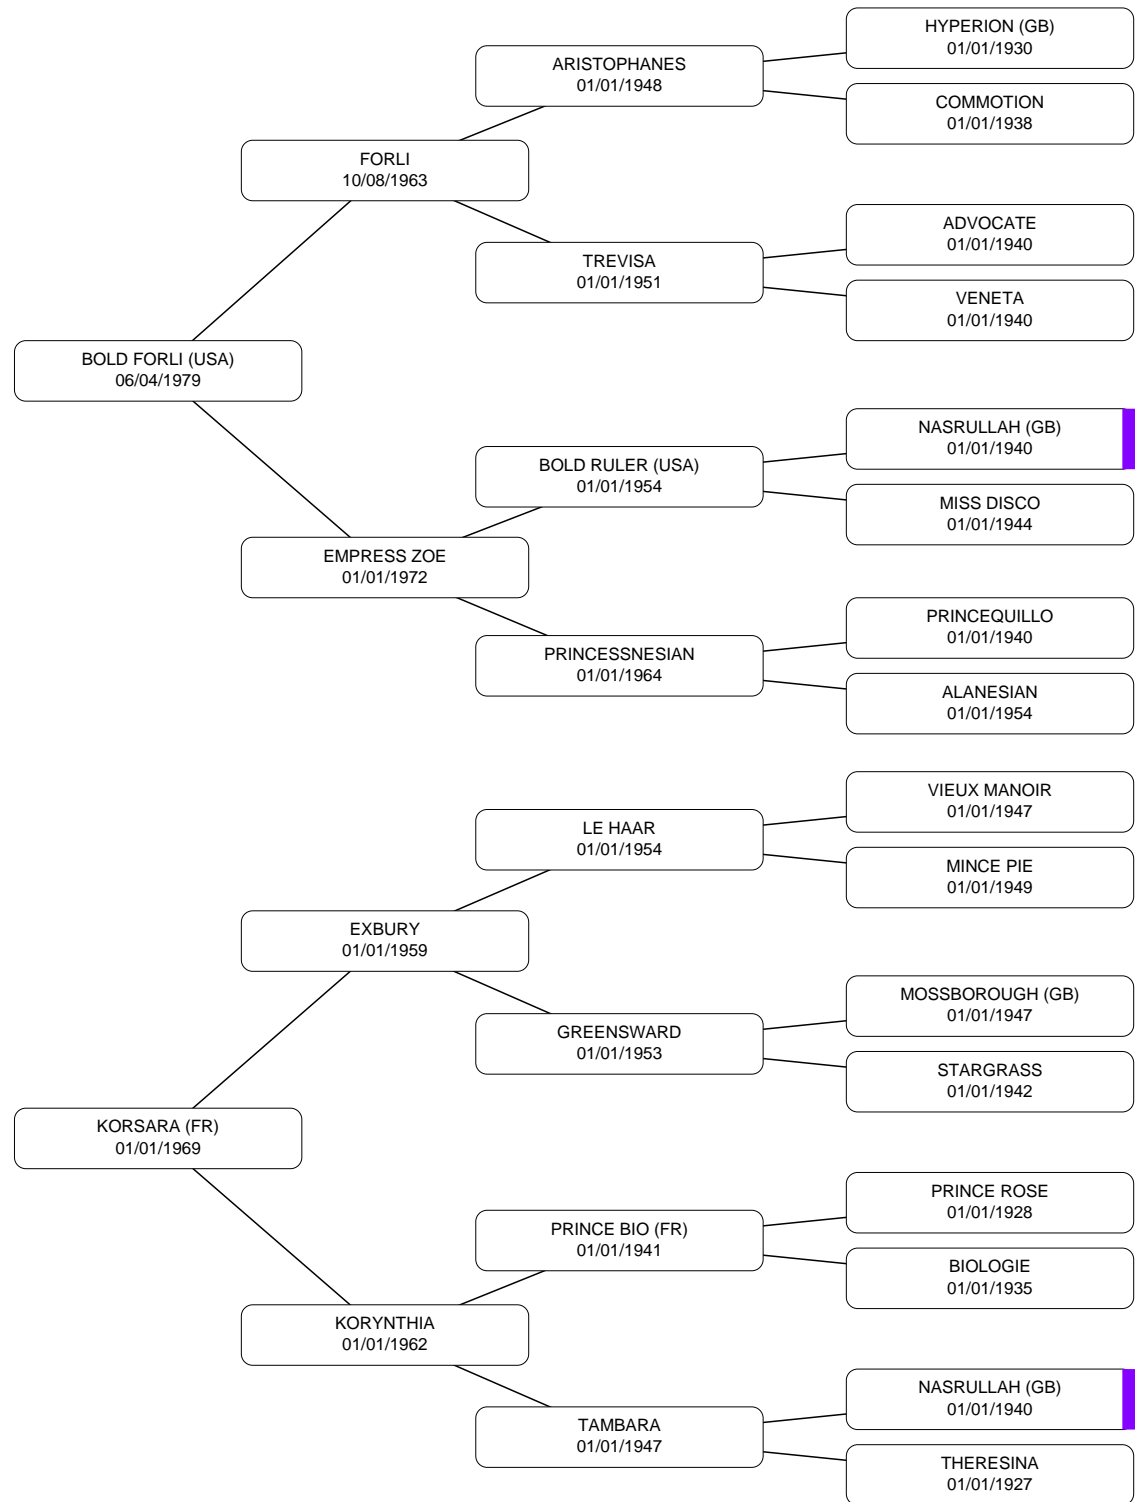 HYPERION (GB)
01/01/1930
ARISTOPHANES
01/01/1948
COMMOTION
01/01/1938
FORLI
10/08/1963
ADVOCATE
01/01/1940
TREVISA
01/01/1951
VENETA
01/01/1940
BOLD FORLI (USA)
06/04/1979
NASRULLAH (GB)
01/01/1940
BOLD RULER (USA)
01/01/1954
MISS DISCO
01/01/1944
EMPRESS ZOE
01/01/1972
PRINCEQUILLO
01/01/1940
PRINCESSNESIAN
01/01/1964
ALANESIAN
01/01/1954
VIEUX MANOIR
01/01/1947
LE HAAR
01/01/1954
MINCE PIE
01/01/1949
EXBURY
01/01/1959
MOSSBOROUGH (GB)
01/01/1947
GREENSWARD
01/01/1953
STARGRASS
01/01/1942
KORSARA (FR)
01/01/1969
PRINCE ROSE
01/01/1928
PRINCE BIO (FR)
01/01/1941
BIOLOGIE
01/01/1935
KORYNTHIA
01/01/1962
NASRULLAH (GB)
01/01/1940
TAMBARA
01/01/1947
THERESINA
01/01/1927